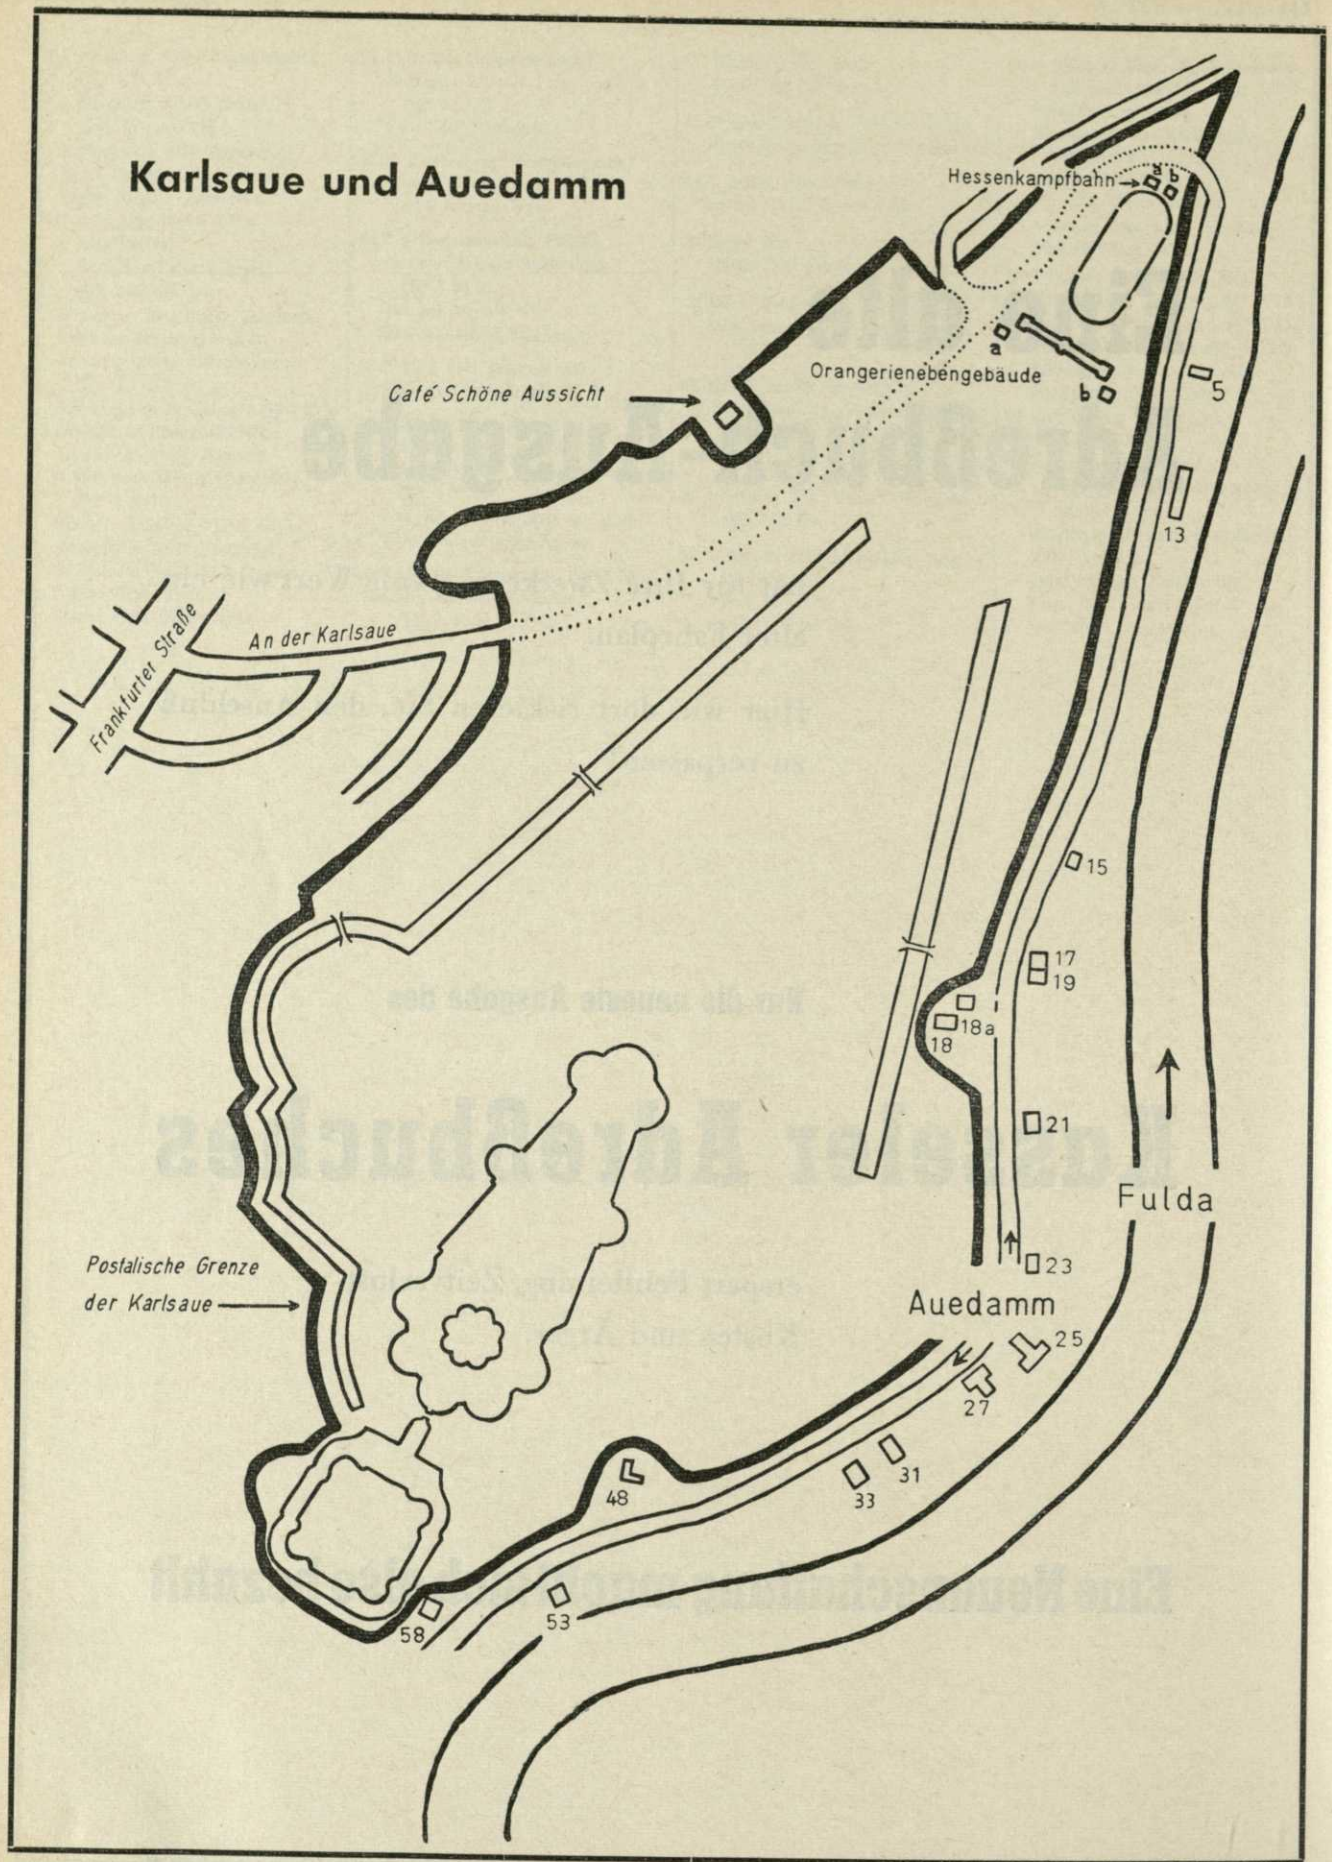 Karlsaue und Auedamm
Hessenkampfbahn
a
b
a
Orangerienebengebäude
b
5
Café Schöne Aussicht
13
An der Karlsaue
Frankfurter Straße
15
17
19
18a
18
21
Fulda
23
Postalische Grenze
der Karlsaue
Auedamm
25
27
31
33
48
53
58